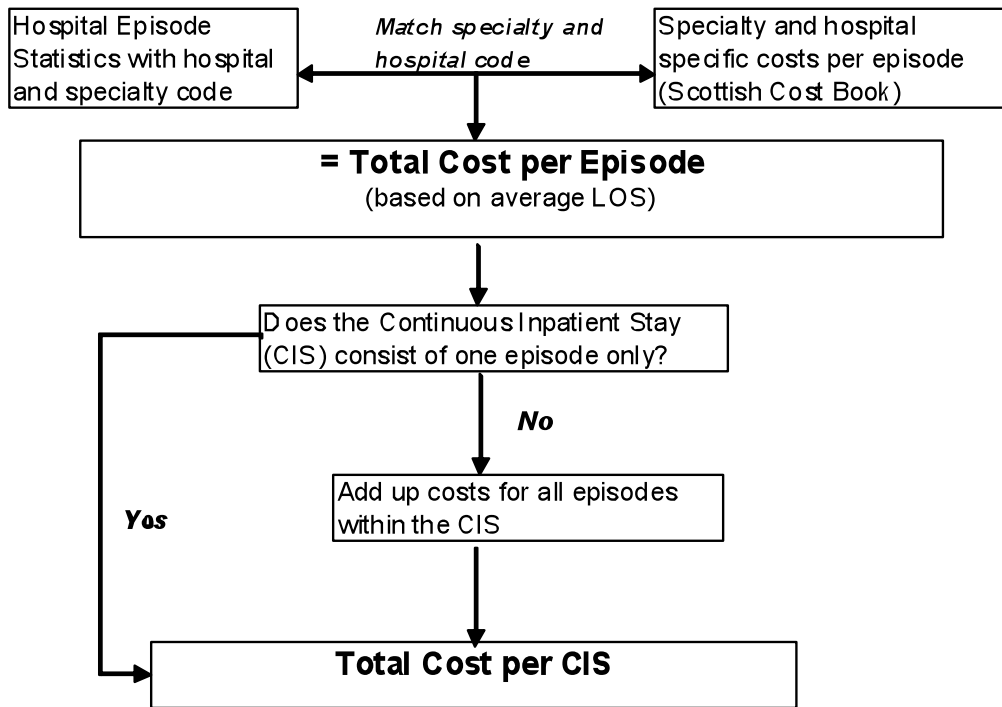 Hospital Episode
Statistics with hospital
and specialty code
Match specialty and
hospital code
Specialty and hospital
specific costs per episode
(Scottish Cost Book)
= Total Cost per Episode
(based on average LOS)
Does the Continuous Inpatient Stay
(CIS) consist of one episode only?
No
Add up costs for all episodes
within the CIS
Yes
Total Cost per CIS